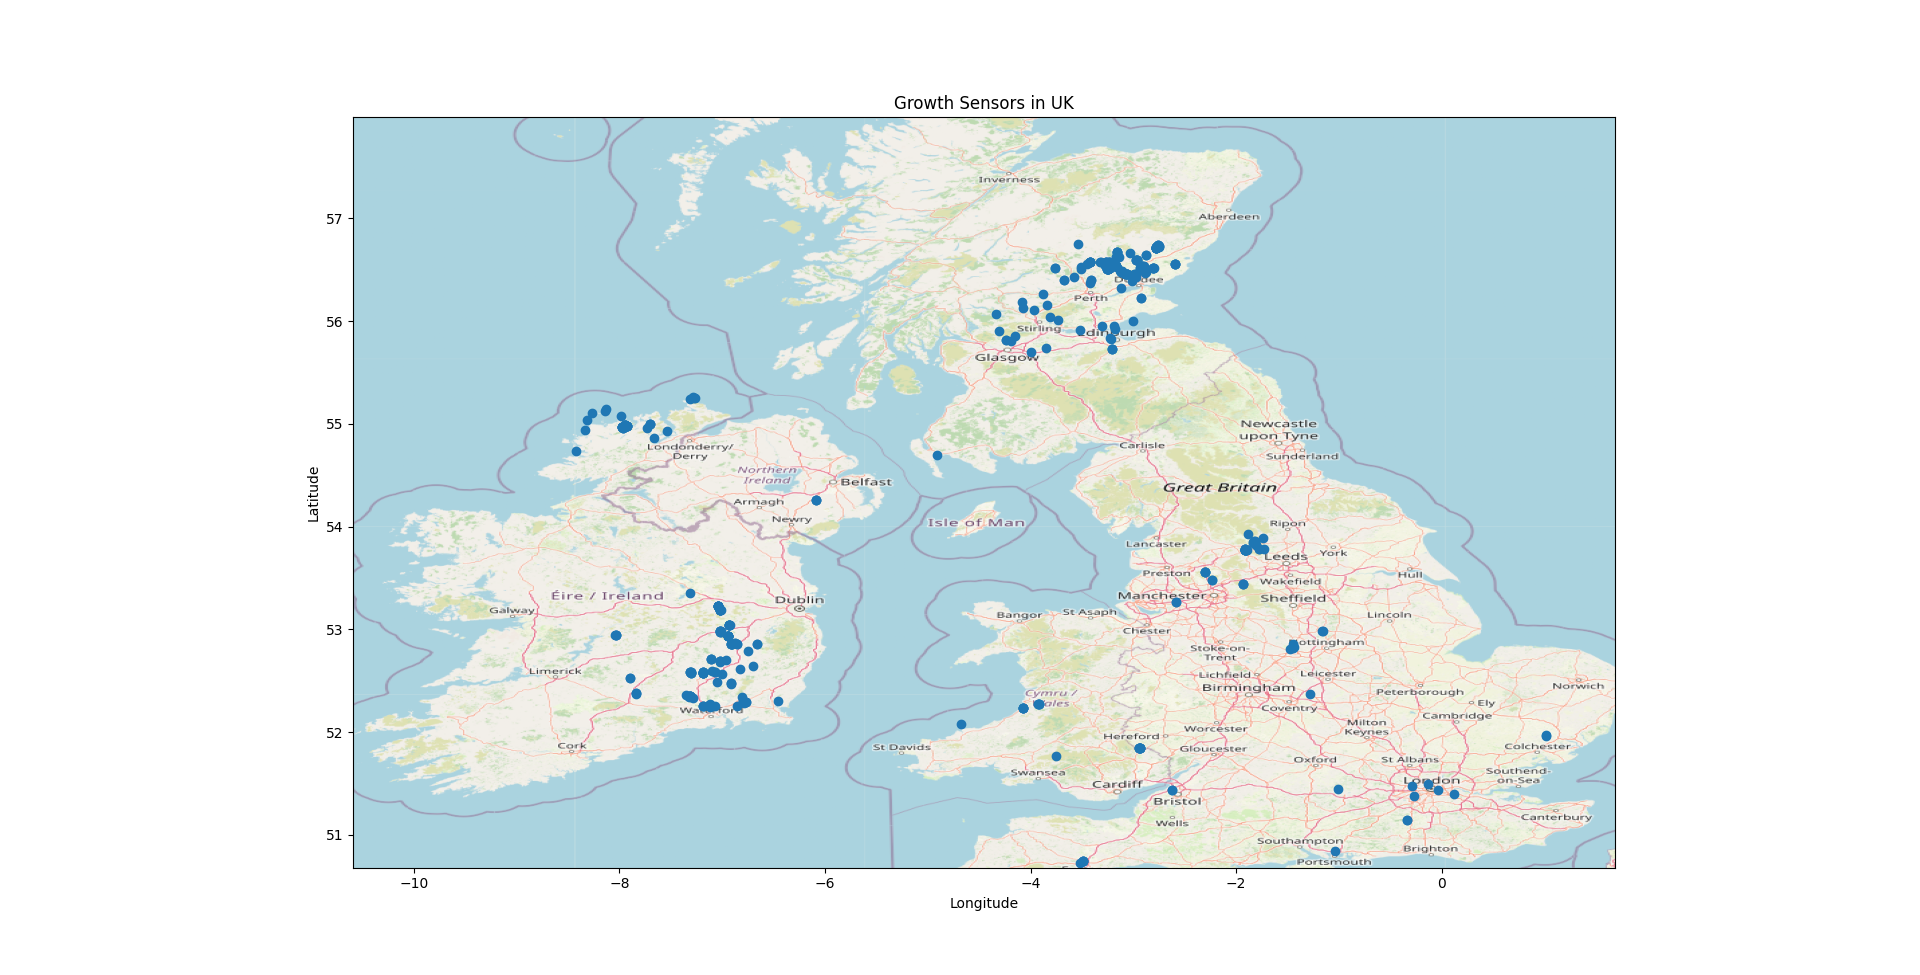 Growth Sensors in UK
Inverness
Aberdeen
57
Dundee
Perth
56
Stirling
Edinburgh
Glasgow
55
Newcastle
upon Tyne
Londonderry/
Derry
Carlisle
Sunderland
Northern
Ireland
Belfast
Great Britain
Armagh
Latitude
Newry
Isle of Man
Ripon
54
Lancaster
Leeds
York
Preston
Wakefield
Hull
Éire / Ireland
Dublin
Manchester
Sheffield
Galway
Bangor
St Asaph
Lincoln
53
Chester
Nottingham
Stoke-on-
Trent
Limerick
Lichfield
Leicester
Norwich
Birmingham
Peterborough
Cymru /
Wales
Ely
Waterford
Coventry
Cambridge
52
Worcester
Milton
Keynes
Hereford
Cork
St Davids
Gloucester
Colchester
Oxford
St Albans
Swansea
Southend-
on-Sea
Cardiff
London
Bristol
Canterbury
Wells
51
Southampton
Brighton
Portsmouth
−10
−8
−6
−4
−2
0
Longitude